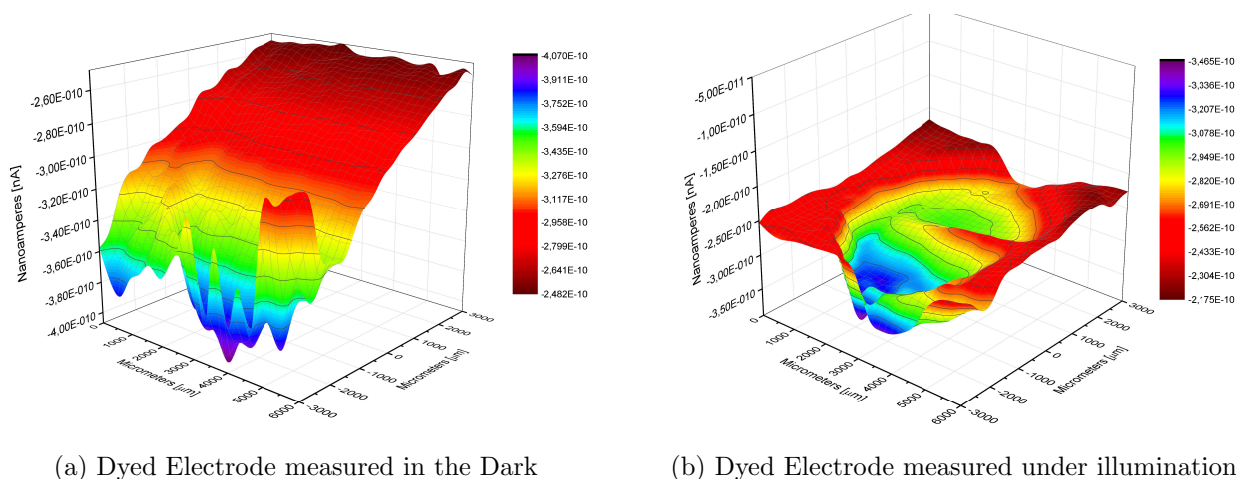 Nanoamperes [nA]
-2,60E-010
-2,80E-010
-3,00E-010
-3,20E-010
-3,40E-010
-3,60E-010
-3,80E-010
-4,00E-010
0
1000
2000
3000
4000
5000
6000
Micrometers [μm]
-3000
-2000
-1000
0
1000
2000
3000
Micrometers [μm]
-4,070E-10
-3,911E-10
-3,752E-10
-3,594E-10
-3,435E-10
-3,276E-10
-3,117E-10
-2,958E-10
-2,799E-10
-2,641E-10
-2,482E-10
(a) Dyed Electrode measured in the Dark
Nanoamperes [nA]
-5,00E-011
-1,00E-010
-1,50E-010
-2,00E-010
-2,50E-010
-3,00E-010
-3,50E-010
0
1000
2000
3000
4000
5000
6000
Micrometers [μm]
-3000
-2000
-1000
0
1000
2000
3000
Micrometers [μm]
-3,465E-10
-3,336E-10
-3,207E-10
-3,078E-10
-2,949E-10
-2,820E-10
-2,691E-10
-2,562E-10
-2,433E-10
-2,304E-10
-2,175E-10
(b) Dyed Electrode measured under illumination